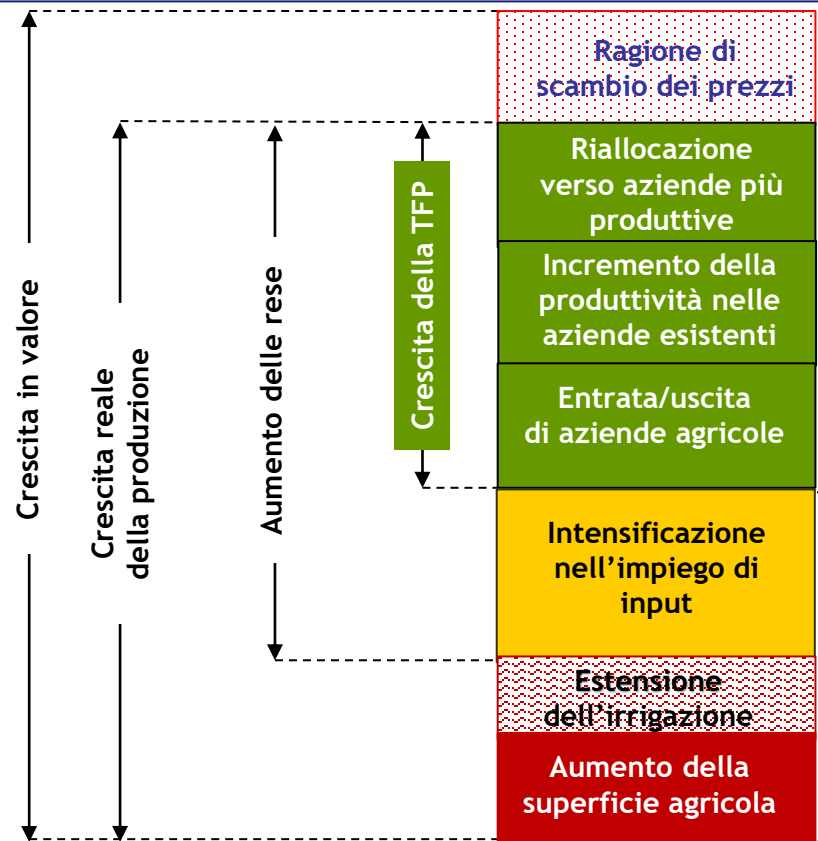 Ragione di
scambio dei prezzi
Riallocazione
verso aziende più
produttive
Incremento della
produttività nelle
aziende esistenti
Entrata/uscita
di aziende agricole
Intensificazione
nell’impiego di
input
Estensione
dell’irrigazione
Aumento della
superficie agricola
Crescita in valore
Crescita reale
della produzione
Aumento delle rese
Crescita della TFP